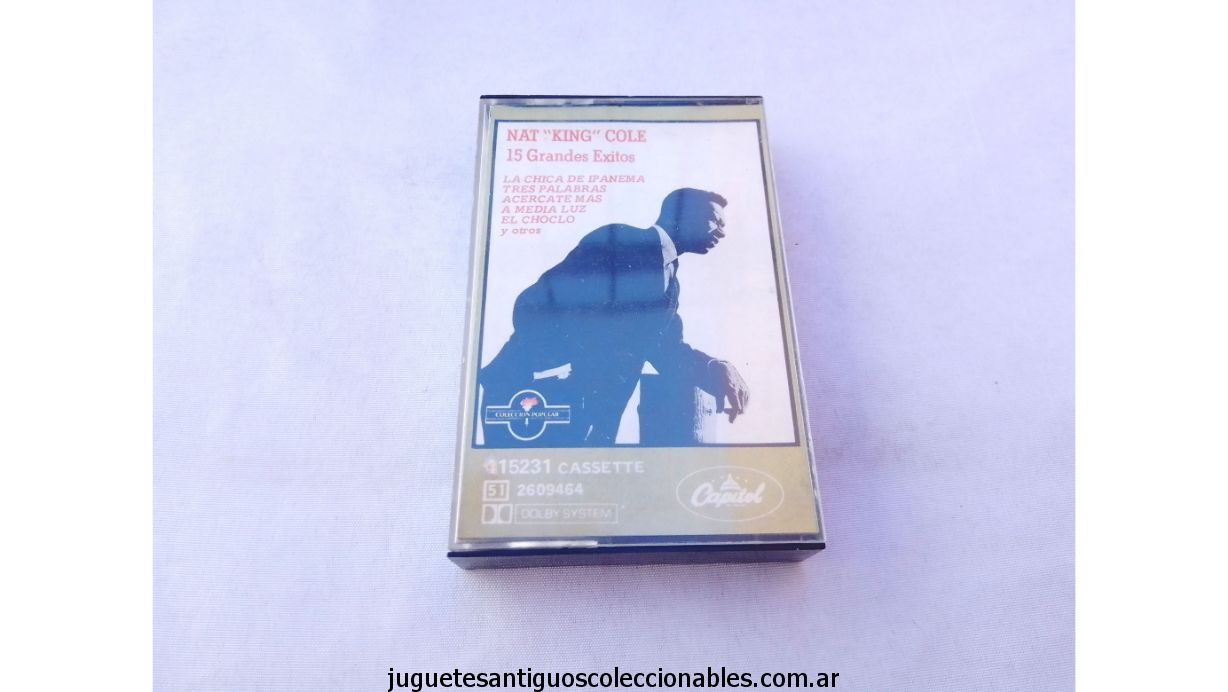 NAT "KING" COLE
15 Grandes Exitos
LA CHICA DE IPANEMA
TRES PALABRAS
ACERCATE MAS
A MEDIA LUZ
EL CHOCLO
y otros
COLECCION POPULAR
115231 CASSETTE
51 2609464
DOLBY SYSTEM
Capitol
juguetesantiguoscoleccionables.com.ar